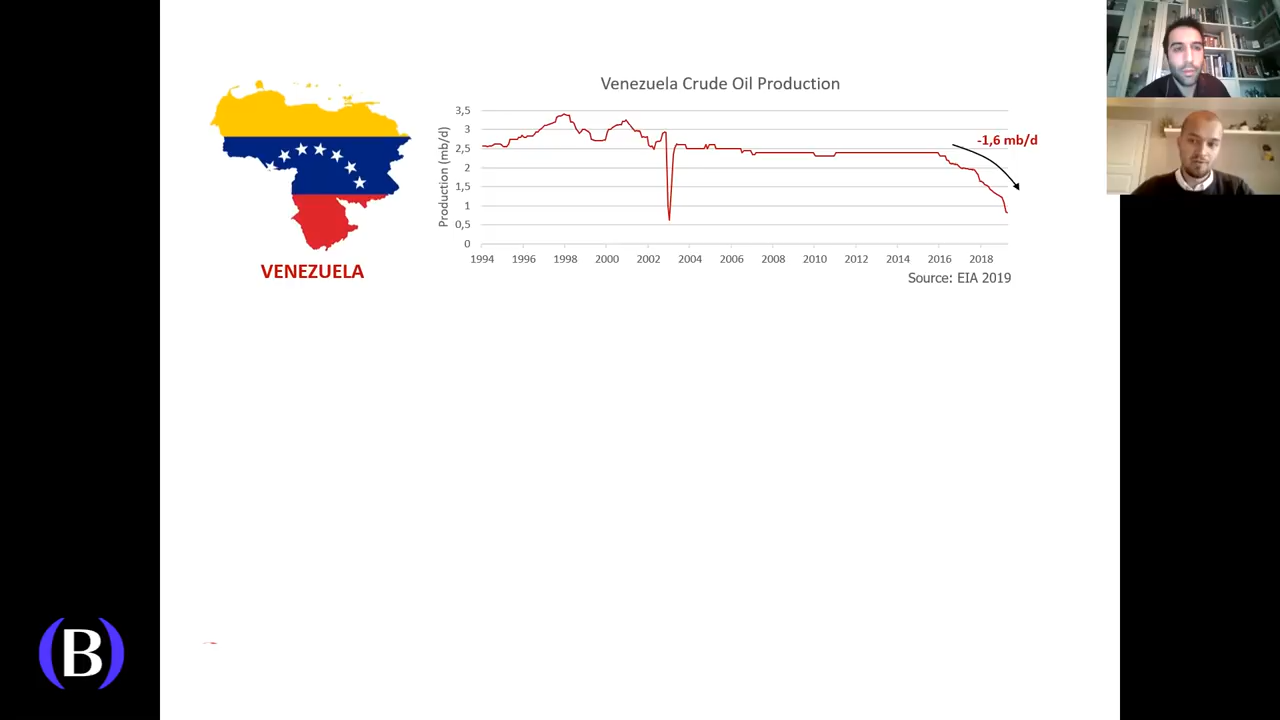 Venezuela Crude Oil Production
3,5
3
2,5
2
1,5
1
0,5
0
Production (mb/d)
-1,6 mb/d
1994 1996 1998 2000 2002 2004 2006 2008 2010 2012 2014 2016 2018
Source: EIA 2019
VENEZUELA
(B)